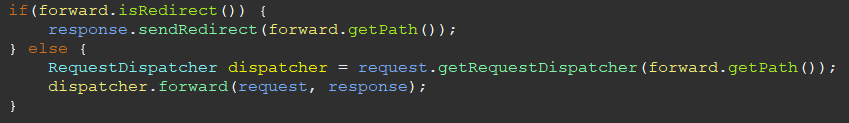 if(forward.isRedirect()) {
    response.sendRedirect(forward.getPath());
} else {
    RequestDispatcher dispatcher = request.getRequestDispatcher(forward.getPath());
    dispatcher.forward(request, response);
}